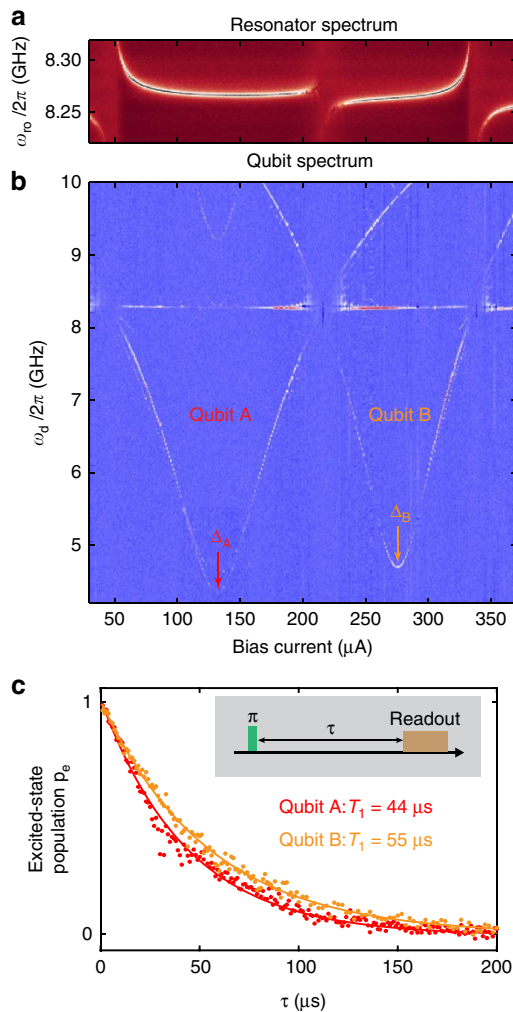 a
Resonator spectrum
ω_ro/2π (GHz)
8.30
8.25
Qubit spectrum
b
ω_d/2π (GHz)
10
9
8
7
6
5
Qubit A
Qubit B
Δ_A
Δ_B
50
100
150
200
250
300
350
Bias current (μA)
c
Excited-state
population p_e
1
0
π
τ
Readout
Qubit A: T₁ = 44 μs
Qubit B: T₁ = 55 μs
0
50
100
150
200
τ (μs)